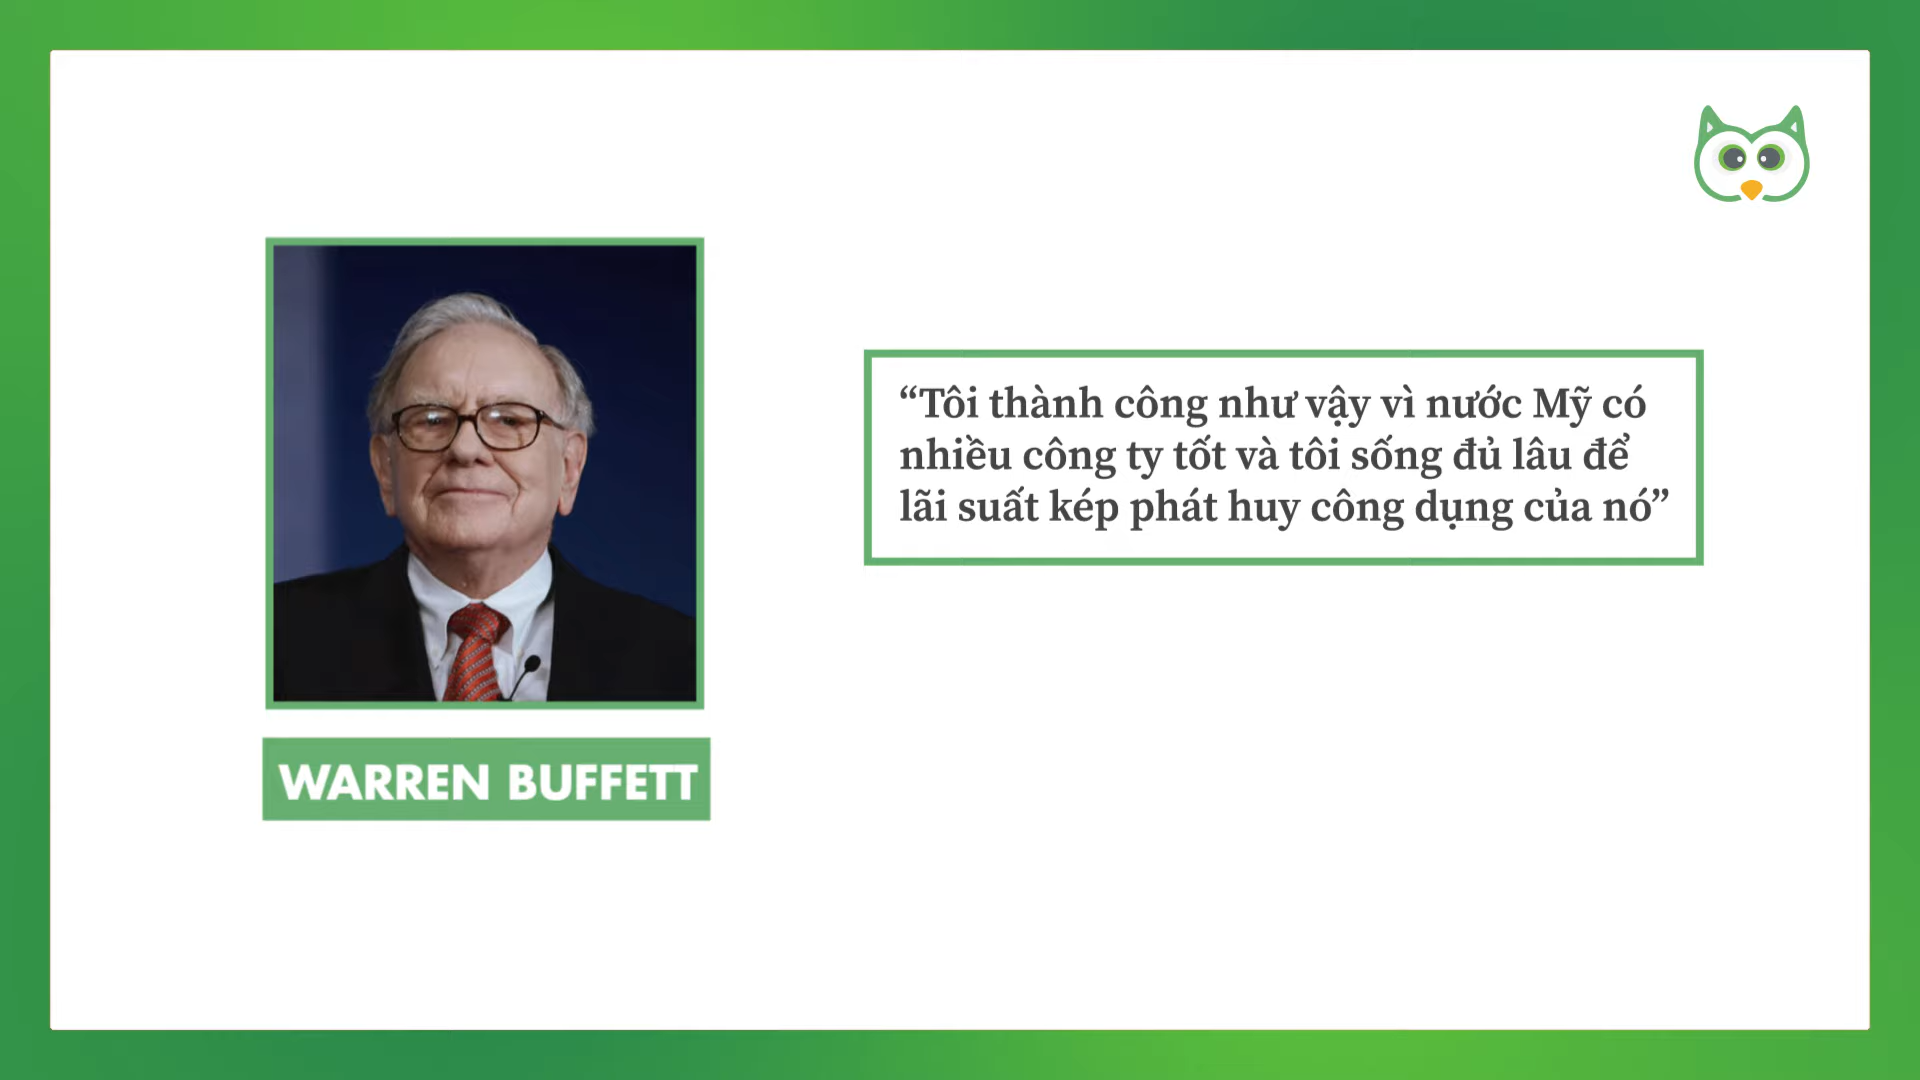 “Tôi thành công như vậy vì nước Mỹ có
nhiều công ty tốt và tôi sống đủ lâu để
lãi suất kép phát huy công dụng của nó”
WARREN BUFFETT